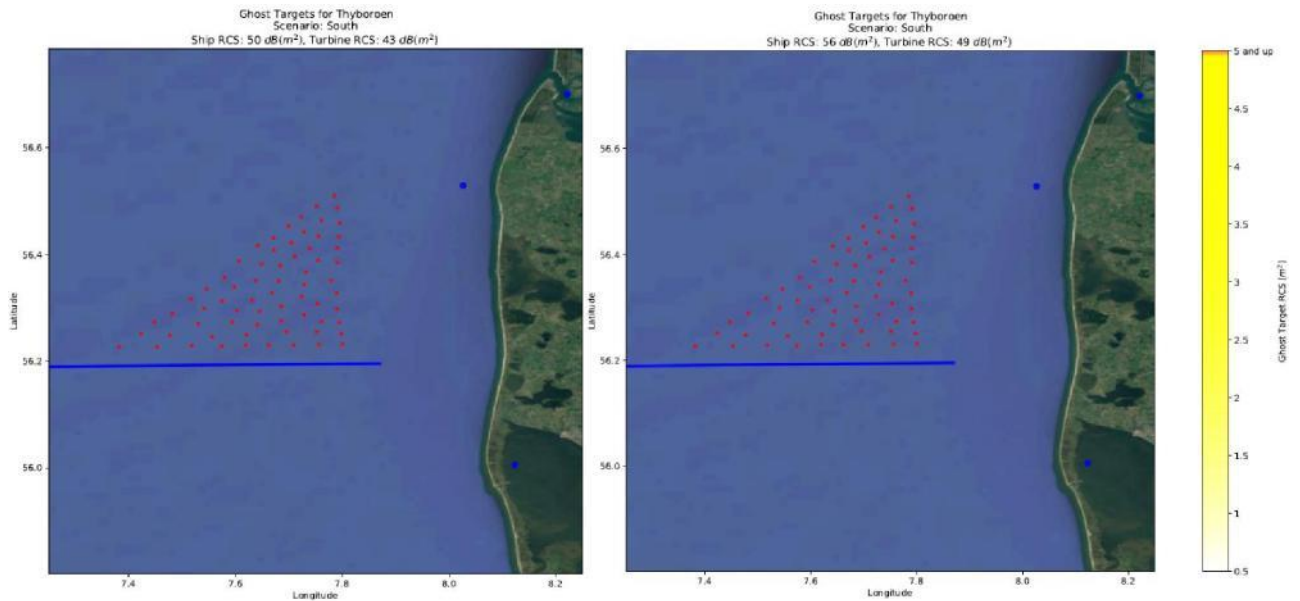 Ghost Targets for Thyboroen
Scenario: South
Ship RCS: 50 dB(m²), Turbine RCS: 43 dB(m²)
56.6
56.4
56.2
56.0
Latitude
7.4
7.6
7.8
8.0
8.2
Longitude
Ghost Targets for Thyboroen
Scenario: South
Ship RCS: 56 dB(m²), Turbine RCS: 49 dB(m²)
56.6
56.4
56.2
56.0
Latitude
7.4
7.6
7.8
8.0
8.2
Longitude
5 and up
4.5
4
3.5
3
2.5
2
1.5
1
0.5
Ghost Target RCS [m²]